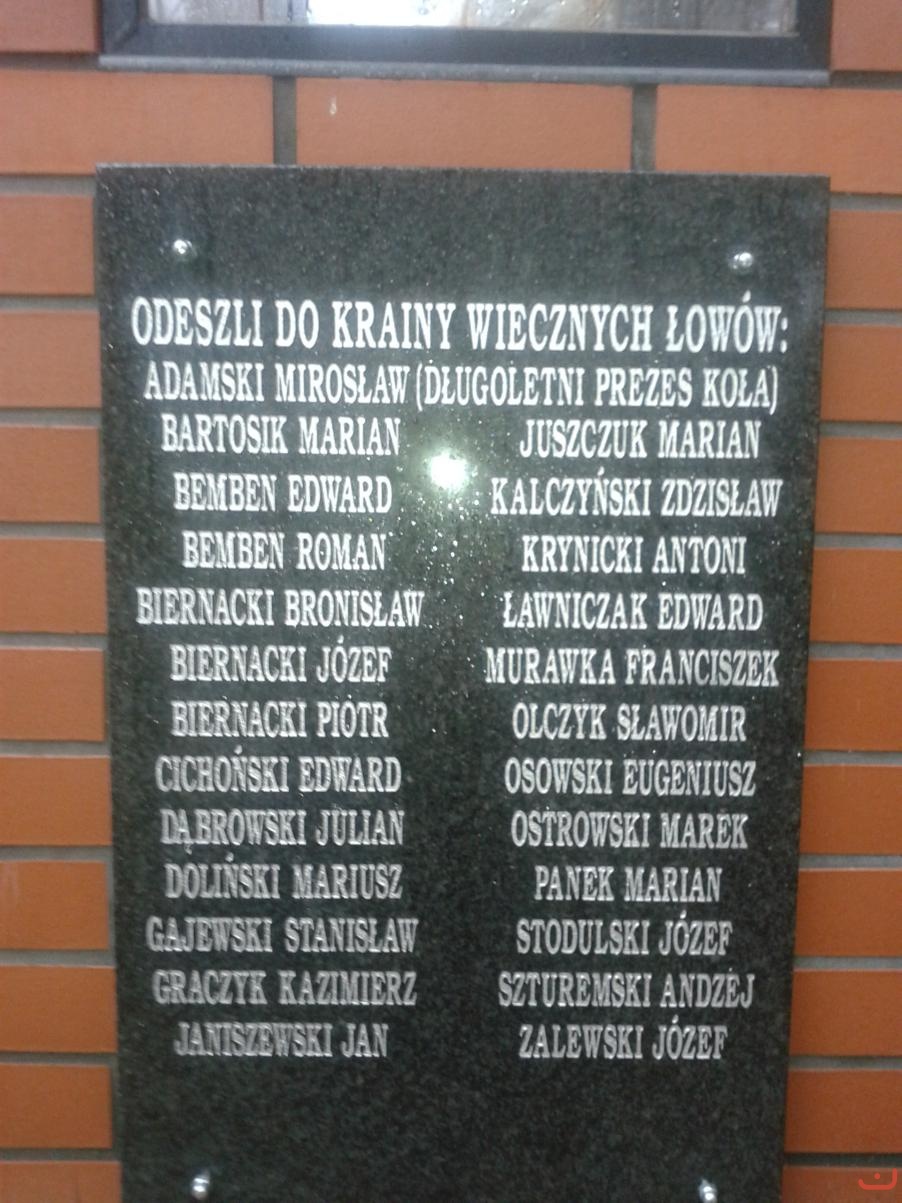 ODESZLI DO KRAINY WIECZNYCH ŁOWÓW:
ADAMSKI MIROSŁAW (DŁUGOLETNI PREZES KOŁA)
BARTOSIK MARIAN
BEMBEN EDWARD
BEMBEN ROMAN
BIERNACKI BRONISŁAW
BIERNACKI JÓZEF
BIERNACKI PIÓTR
CICHOŃSKI EDWARD
DĄBROWSKI JULIAN
DOLIŃSKI MARIUSZ
GAJEWSKI STANISŁAW
GRACZYK KAZIMIERZ
JANISZEWSKI JAN
JUSZCZUK MARIAN
KALCZYŃSKI ZDZISŁAW
KRYNICKI ANTONI
ŁAWNICZAK EDWARD
MURAWKA FRANCISZEK
OLCZYK SŁAWOMIR
OSOWSKI EUGENIUSZ
OSTROWSKI MAREK
PANEK MARIAN
STODULSKI JÓZEF
SZTUREMSKI ANDZEJ
ZALEWSKI JÓZEF